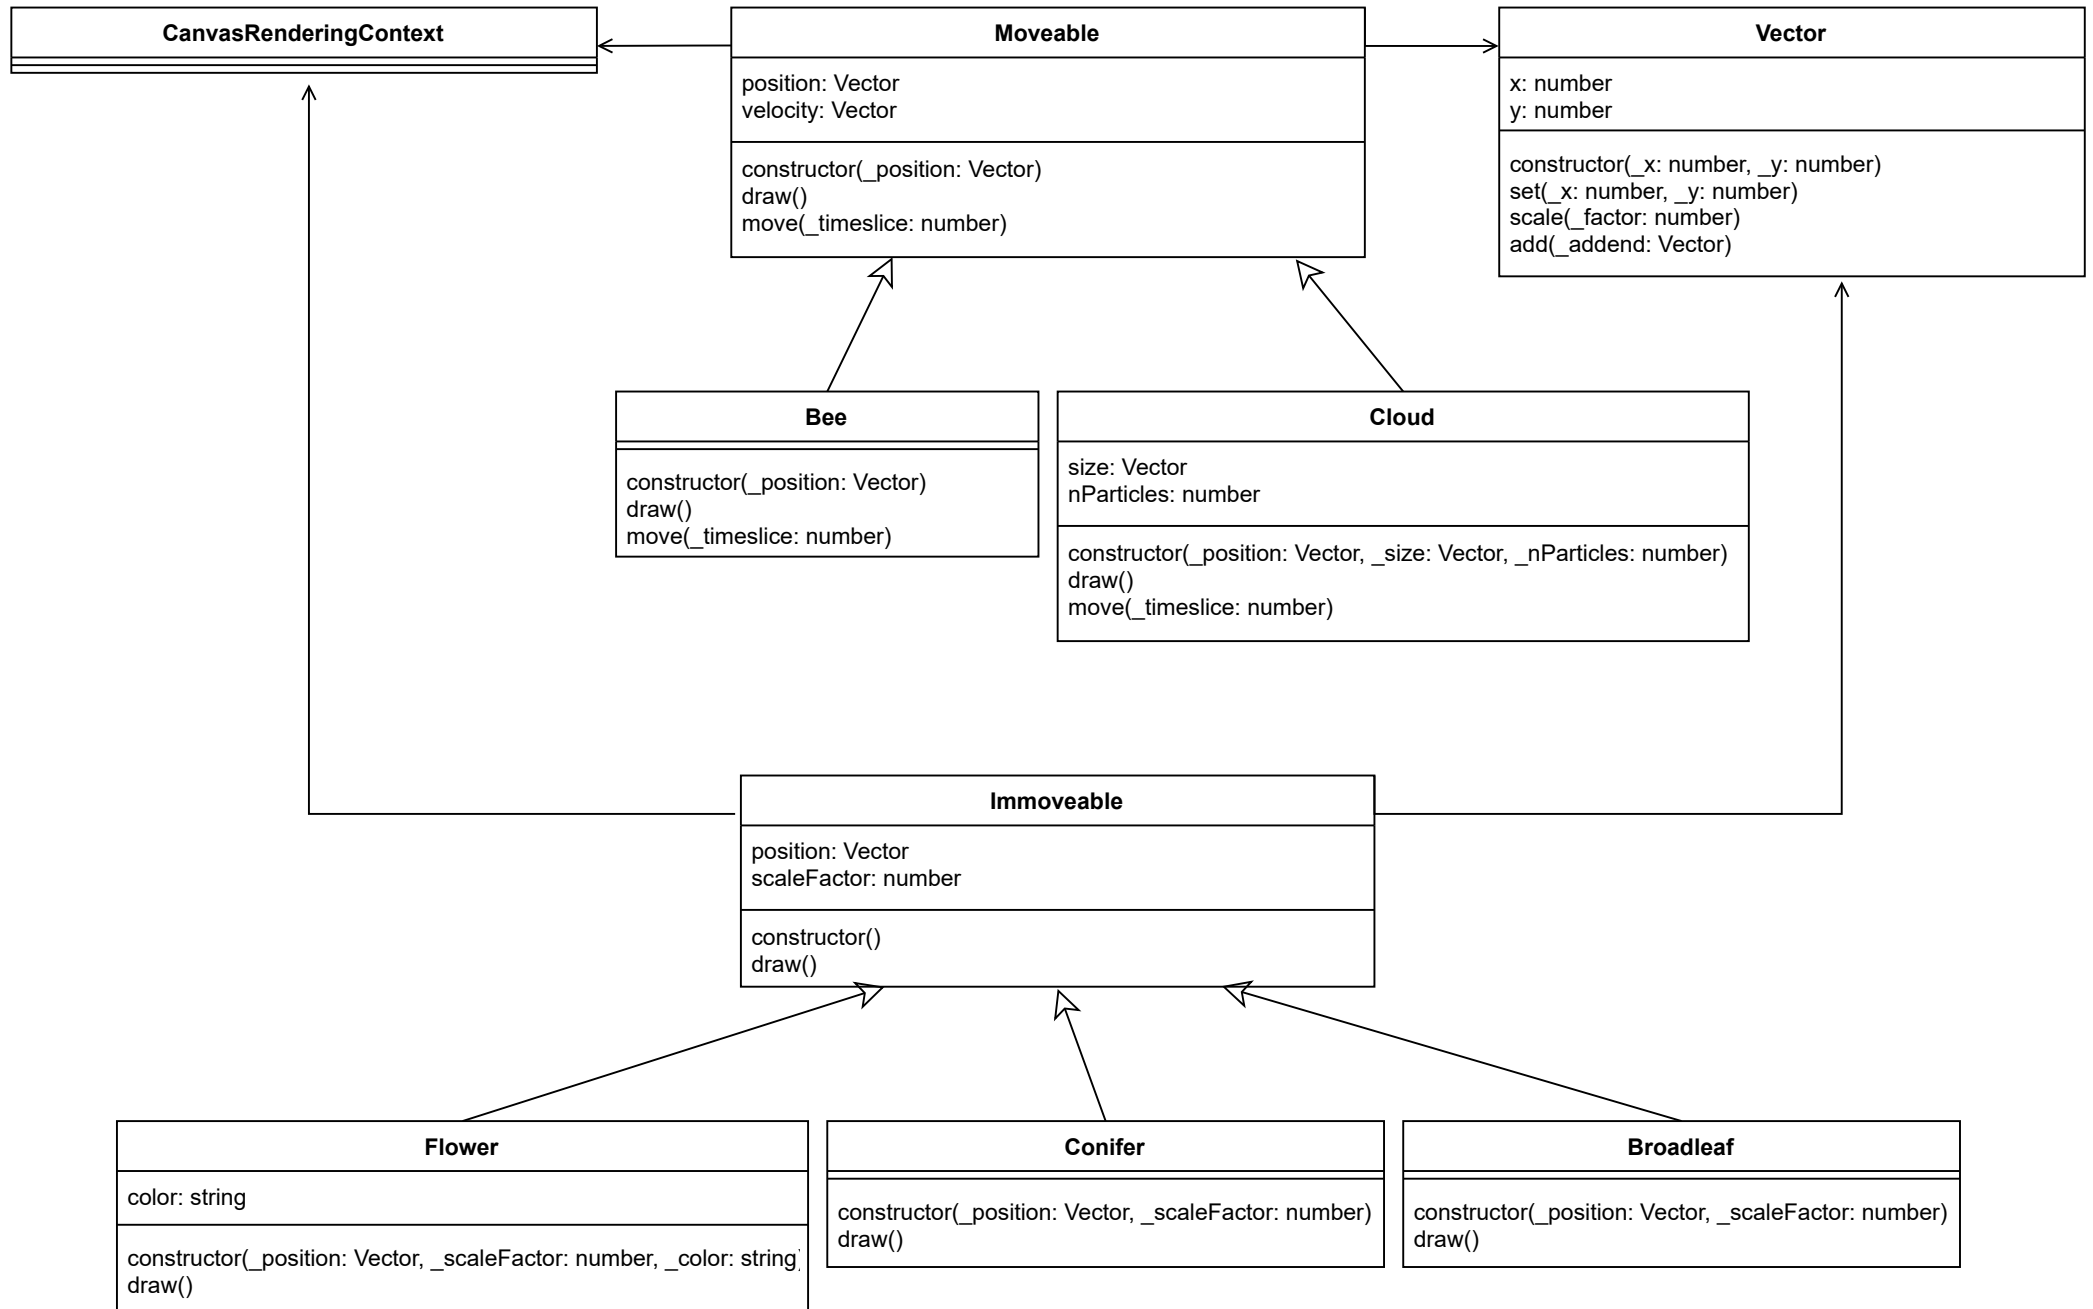 CanvasRenderingContext
Moveable
position: Vector
velocity: Vector
constructor(_position: Vector)
draw()
move(_timeslice: number)
Vector
x: number
y: number
constructor(_x: number, _y: number)
set(_x: number, _y: number)
scale(_factor: number)
add(_addend: Vector)
Bee
constructor(_position: Vector)
draw()
move(_timeslice: number)
Cloud
size: Vector
nParticles: number
constructor(_position: Vector, _size: Vector, _nParticles: number)
draw()
move(_timeslice: number)
Immoveable
position: Vector
scaleFactor: number
constructor()
draw()
Flower
color: string
constructor(_position: Vector, _scaleFactor: number, _color: string)
draw()
Conifer
constructor(_position: Vector, _scaleFactor: number)
draw()
Broadleaf
constructor(_position: Vector, _scaleFactor: number)
draw()